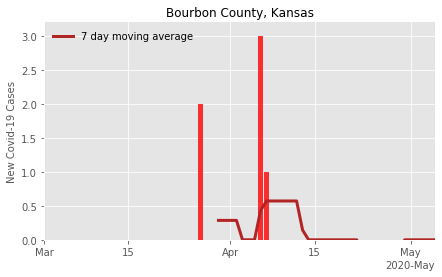 Bourbon County, Kansas
7 day moving average
New Covid-19 Cases
3.0
2.5
2.0
1.5
1.0
0.5
0.0
Mar
15
Apr
15
May
2020-May